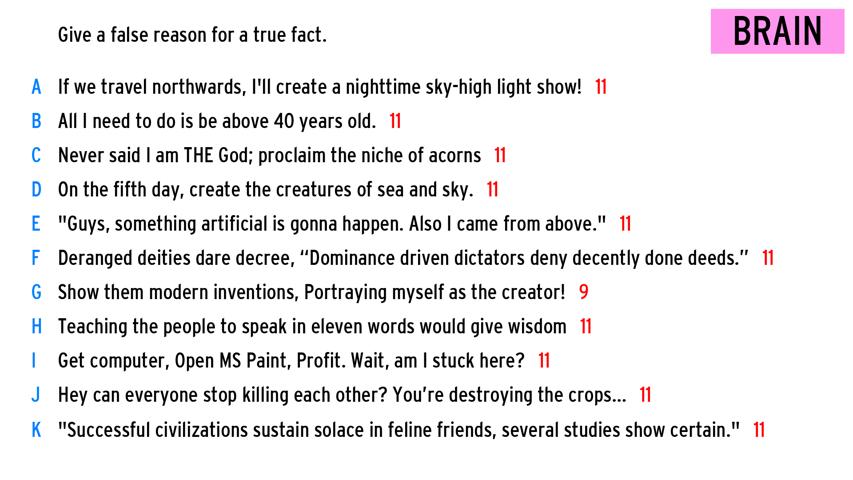 Give a false reason for a true fact.
BRAIN
A If we travel northwards, I'll create a nighttime sky-high light show! 11
B All I need to do is be above 40 years old. 11
C Never said I am THE God; proclaim the niche of acorns 11
D On the fifth day, create the creatures of sea and sky. 11
E "Guys, something artificial is gonna happen. Also I came from above." 11
F Deranged deities dare decree, “Dominance driven dictators deny decently done deeds.” 11
G Show them modern inventions, Portraying myself as the creator! 9
H Teaching the people to speak in eleven words would give wisdom 11
I Get computer, Open MS Paint, Profit. Wait, am I stuck here? 11
J Hey can everyone stop killing each other? You’re destroying the crops... 11
K "Successful civilizations sustain solace in feline friends, several studies show certain." 11